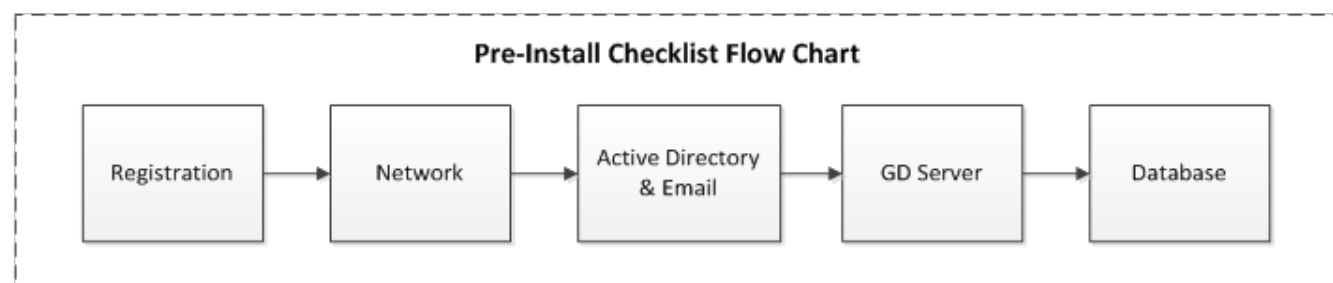 Pre-Install Checklist Flow Chart
Registration
Network
Active Directory
& Email
GD Server
Database